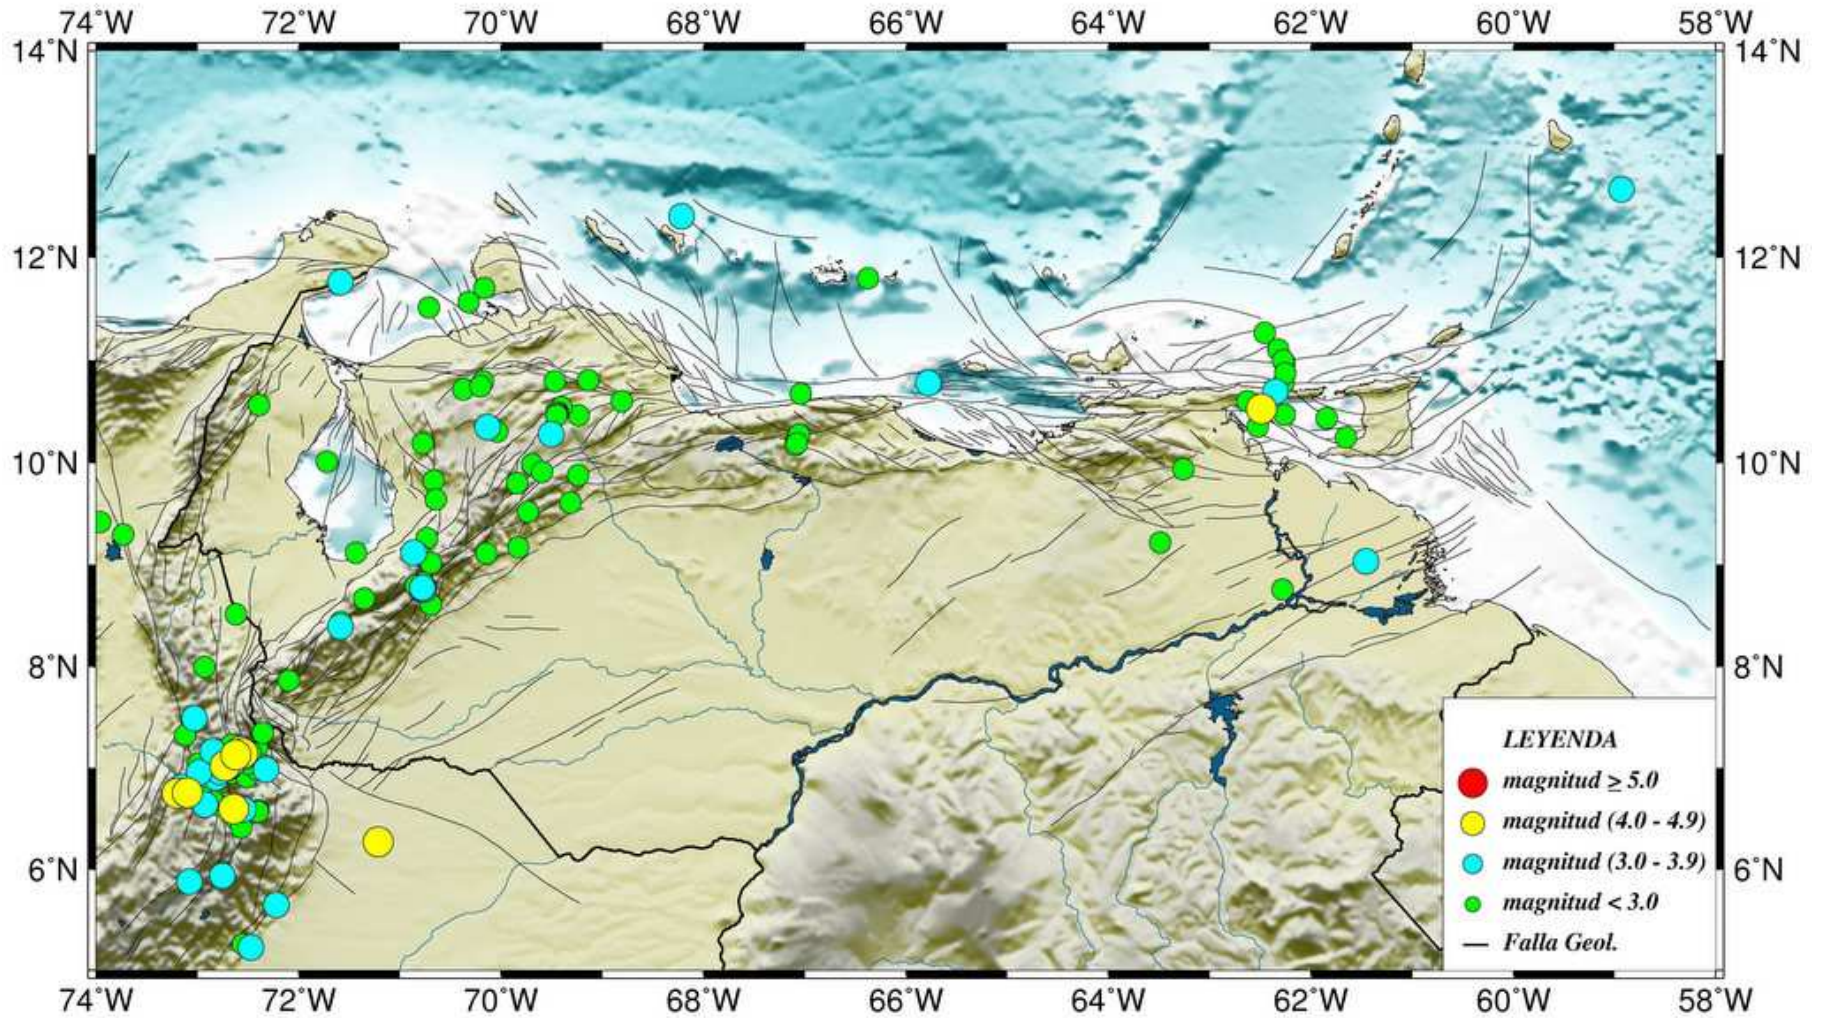 74°W 72°W 70°W 68°W 66°W 64°W 62°W 60°W 58°W
14°N 14°N
12°N 12°N
10°N 10°N
8°N 8°N
LEYENDA
magnitud ≥ 5.0
magnitud (4.0 - 4.9)
magnitud (3.0 - 3.9)
6°N 6°N
magnitud < 3.0
Falla Geol.
74°W 72°W 70°W 68°W 66°W 64°W 62°W 60°W 58°W